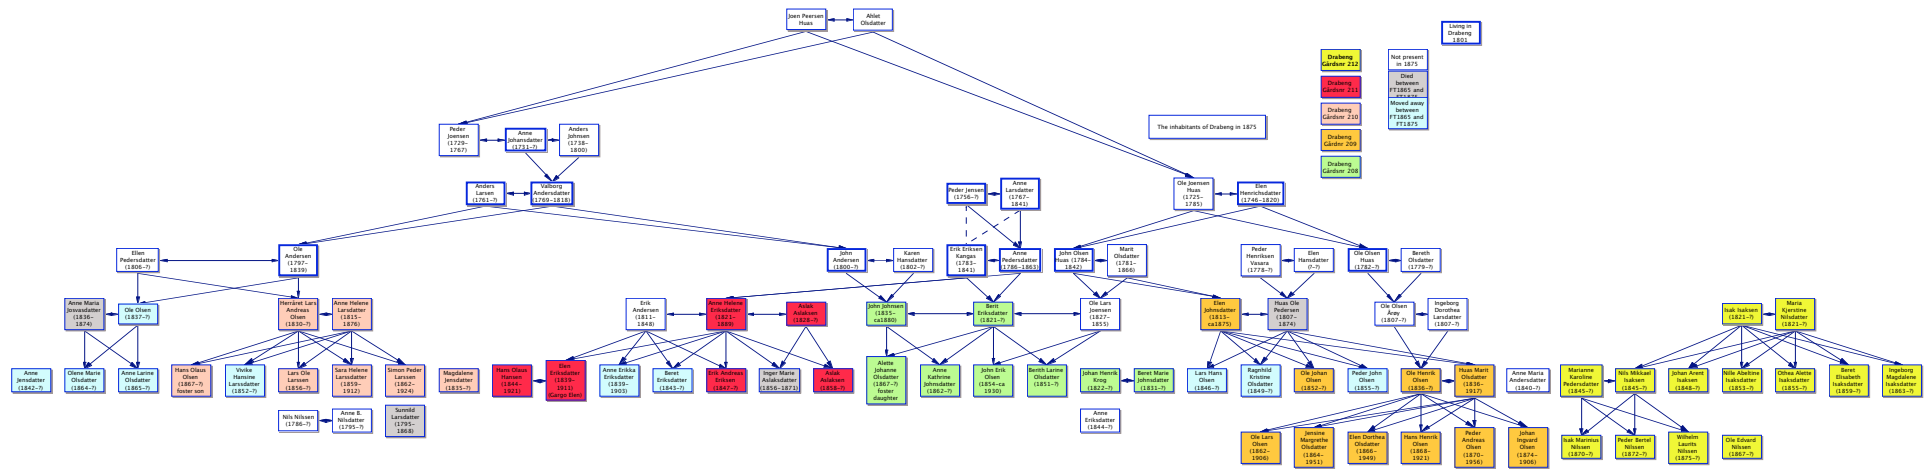 Joen Peersen
Huas
Ahlet
Olsdatter
Living in
Drabeng
1801
Drabeng
Gårdsnr 212
Not present
in 1875
Drabeng
Gårdsnr 211
Died
between
FT1865 and
Drabeng
Gårdsnr 210
Moved away
between
FT1865 and
FT1875
Drabeng
Gårdnr 209
Drabeng
Gårdsnr 208
The inhabitants of Drabeng in 1875
Peder
Joensen
(1729-
1767)
Anne
Johansdatter
(1731-?)
Anders
Johnsen
(1738-
1800)
Anders
Larsen
(1761-?)
Valborg
Andersdatter
(1769-1818)
Peder Jensen
(1756-?)
Anne
Larsdatter
(1767-
1841)
Ole Joensen
Huas
(1725-
1785)
Elen
Henrichsdatter
(1746-1820)
Ellen
Pedersdatter
(1806-?)
Ole
Andersen
(1797-
1839)
John
Andersen
(1800-?)
Karen
Hansdatter
(1802-?)
Erik Eriksen
Kangas
(1783-
1841)
Anne
Pedersdatter
(1786-1863)
John Olsen
Huas (1784-
1842)
Marit
Olsdatter
(1781-
1866)
Peder
Henriksen
Vasara
(1778-?)
Elen
Hansdatter
(?-?)
Ole Olsen
Huas
(1782-?)
Bereth
Olsdatter
(1779-?)
Anne Maria
Josvasdatter
(1836-
1874)
Ole Olsen
(1837-?)
Herråret Lars
Andreas
Olsen
(1830-?)
Anne Helene
Larsdatter
(1815-
1876)
Erik
Andersen
(1811-
1848)
Anne Helene
Eriksdatter
(1821-
1889)
Aslak
Aslaksen
(1826-?)
John Johnsen
(1835-
ca1880)
Berit
Eriksdatter
(1821-?)
Ole Lars
Joensen
(1827-
1855)
Elen
Johnsdatter
(1813-
ca1875)
Huas Ole
Pedersen
(1807-
1874)
Ole Olsen
Årøy
(1807-?)
Ingeborg
Dorothea
Larsdatter
(1807-?)
Isak Isaksen
(1821-?)
Maria
Kjerstine
Nilsdatter
(1821-?)
Anne
Jensdatter
(1842-?)
Olene Marie
Olsdatter
(1864-?)
Anne Larine
Olsdatter
(1865-?)
Hans Olaus
Olsen
(1867-?)
foster son
Vivike
Hansine
Larssdatter
(1852-?)
Lars Ole
Larssen
(1856-?)
Sara Helene
Larssdatter
(1859-
1912)
Simon Peder
Larssen
(1862-
1924)
Magdalene
Jensdatter
(1835-?)
Hans Olaus
Hansen
(1844-
1921)
Elen
Eriksdatter
(1839-
1911)
(Gargo Elen)
Anne Erikka
Eriksdatter
(1839-
1903)
Beret
Eriksdatter
(1843-?)
Erik Andreas
Eriksen
(1847-?)
Inger Marie
Aslaksdatter
(1856-1871)
Aslak
Aslaksen
(1858-?)
Alette
Johanne
Olsdatter
(1867-?)
foster
daughter
Anne
Kathrine
Johnsdatter
(1862-?)
John Erik
Olsen
(1854-ca
1930)
Berith Larine
Olsdatter
(1851-?)
Johan Henrik
Krog
(1822-?)
Beret Marie
Johnsdatter
(1831-?)
Lars Hans
Olsen
(1846-?)
Ragnhild
Kristine
Olsdatter
(1849-?)
Ole Johan
Olsen
(1852-?)
Peder John
Olsen
(1855-?)
Ole Henrik
Olsen
(1836-?)
Huas Marit
Olsdatter
(1836-
1917)
Anne Maria
Andersdatter
(1840-?)
Marianne
Karoline
Pedersdatter
(1845-?)
Nils Mikkael
Isaksen
(1845-?)
Johan Arent
Isaksen
(1848-?)
Nille Abeltine
Isaksdatter
(1853-?)
Othea Alette
Isaksdatter
(1855-?)
Beret
Elisabeth
Isaksdatter
(1859-?)
Ingeborg
Magdalene
Isaksdatter
(1863-?)
Nils Nilssen
(1786-?)
Anne B.
Nilsdatter
(1795-?)
Sunnild
Larsdatter
(1795-
1868)
Anne
Eriksdatter
(1844-?)
Ole Lars
Olsen
(1862-
1906)
Jensine
Margrethe
Olsdatter
(1864-
1951)
Elen Dorthea
Olsdatter
(1866-
1949)
Hans Henrik
Olsen
(1868-
1921)
Peder
Andreas
Olsen
(1870-
1956)
Johan
Ingvard
Olsen
(1874-
1906)
Isak Marinius
Nilssen
(1870-?)
Peder Bertel
Nilssen
(1872-?)
Wilhelm
Laurits
Nilssen
(1875-?)
Ole Edvard
Nilssen
(1867-?)